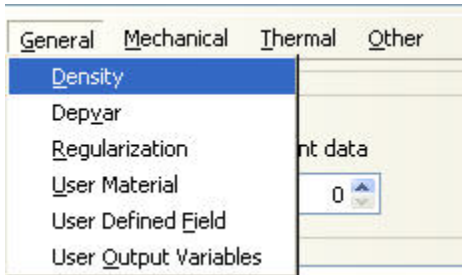 General Mechanical Thermal Other
Density
Depvar
Regularization nt data
User Material 0
User Defined Field
User Output Variables